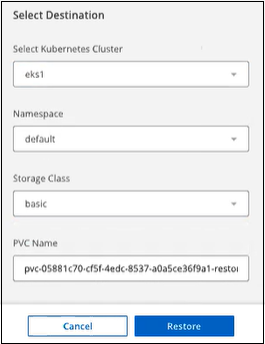 Select Destination
Select Kubernetes Cluster
eks1
Namespace
default
Storage Class
basic
PVC Name
pvc-05881c70-cf5f-4edc-8537-a0a5ce36f9a1-restor
Cancel
Restore